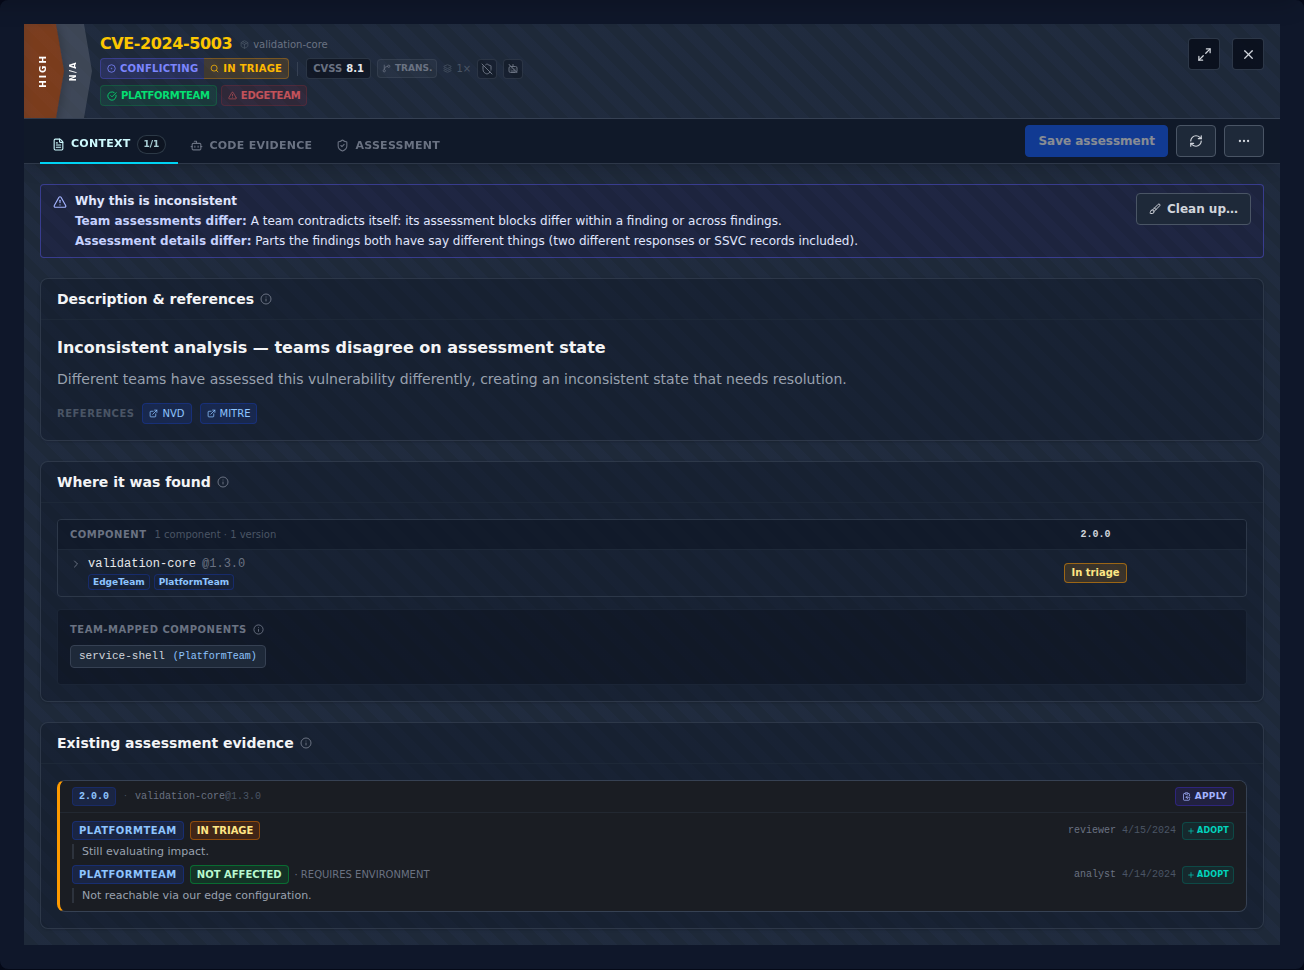 HIGH
N/A
CVE-2024-5003 validation-core
CONFLICTING IN TRIAGE CVSS 8.1 TRANS. 1×
PLATFORMTEAM EDGETEAM
CONTEXT 1/1 CODE EVIDENCE ASSESSMENT Save assessment ...
Why this is inconsistent
Team assessments differ: A team contradicts itself: its assessment blocks differ within a finding or across findings.
Assessment details differ: Parts the findings both have say different things (two different responses or SSVC records included).
Clean up…
Description & references
Inconsistent analysis — teams disagree on assessment state
Different teams have assessed this vulnerability differently, creating an inconsistent state that needs resolution.
REFERENCES NVD MITRE
Where it was found
COMPONENT 1 component · 1 version 2.0.0
validation-core @1.3.0
EdgeTeam PlatformTeam
In triage
TEAM-MAPPED COMPONENTS
service-shell (PlatformTeam)
Existing assessment evidence
2.0.0 · validation-core@1.3.0 APPLY
PLATFORMTEAM IN TRIAGE reviewer 4/15/2024 + ADOPT
Still evaluating impact.
PLATFORMTEAM NOT AFFECTED · REQUIRES ENVIRONMENT analyst 4/14/2024 + ADOPT
Not reachable via our edge configuration.